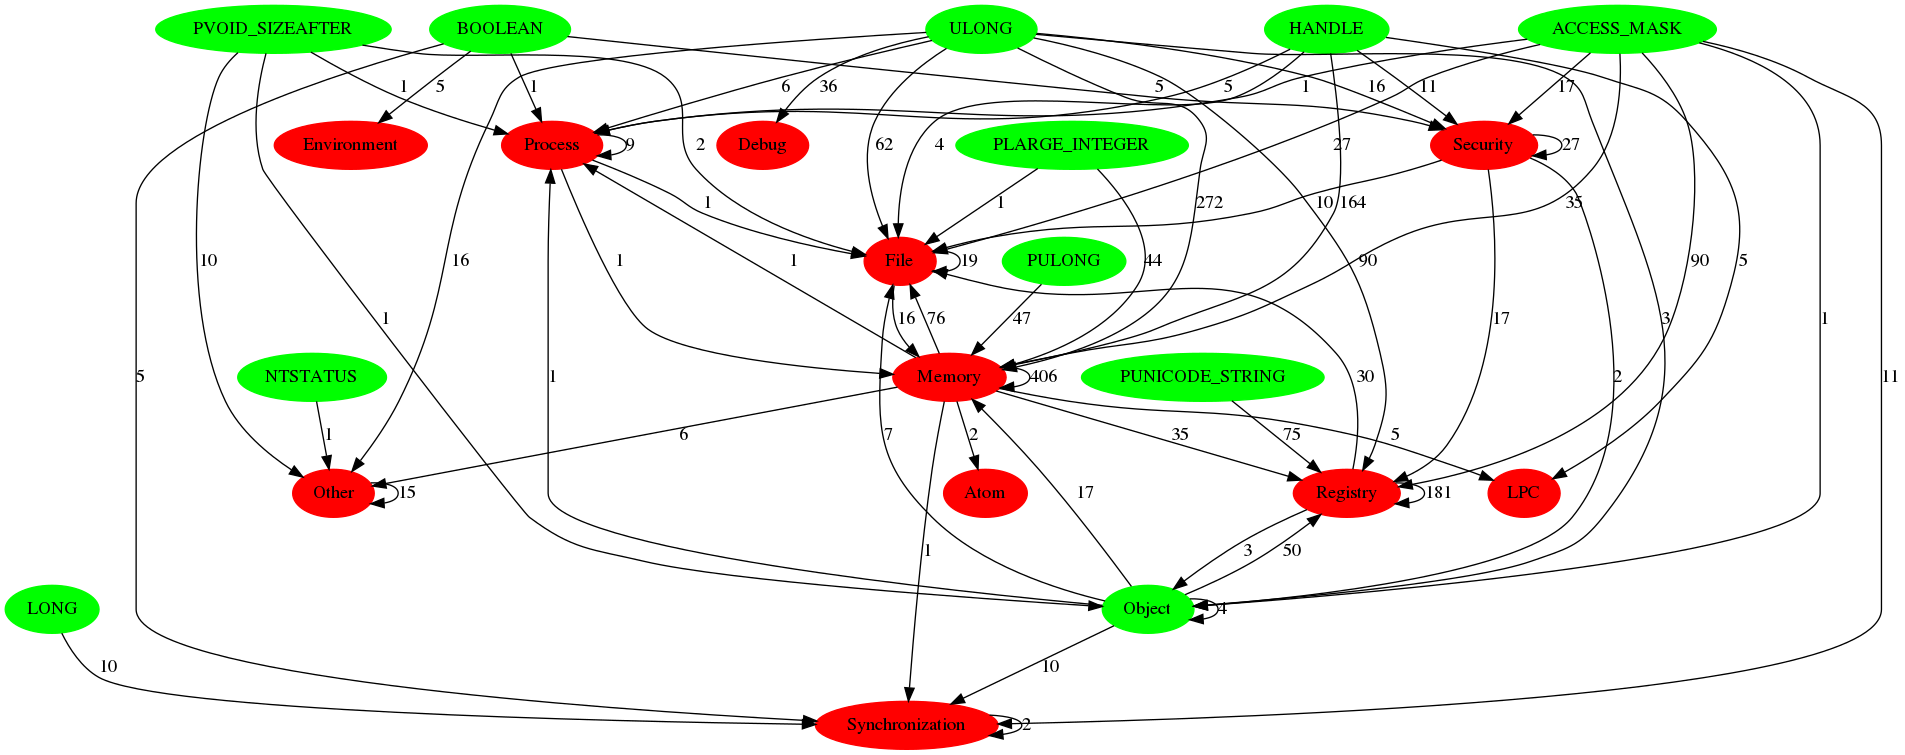 PVOID_SIZEAFTER
BOOLEAN
ULONG
HANDLE
ACCESS_MASK
1
5
1
6
36
5
5
16
1
11
17
Environment
Process
9
2
Debug
62
4
PLARGE_INTEGER
27
Security
27
1
1
272
10
164
35
10
16
1
1
File
19
PULONG
44
90
90
5
1
16
76
47
17
3
1
5
NTSTATUS
1
Memory
406
PUNICODE_STRING
30
2
11
1
6
7
2
35
75
5
Other
15
Atom
17
Registry
181
LPC
1
3
50
LONG
Object
4
10
10
Synchronization
2